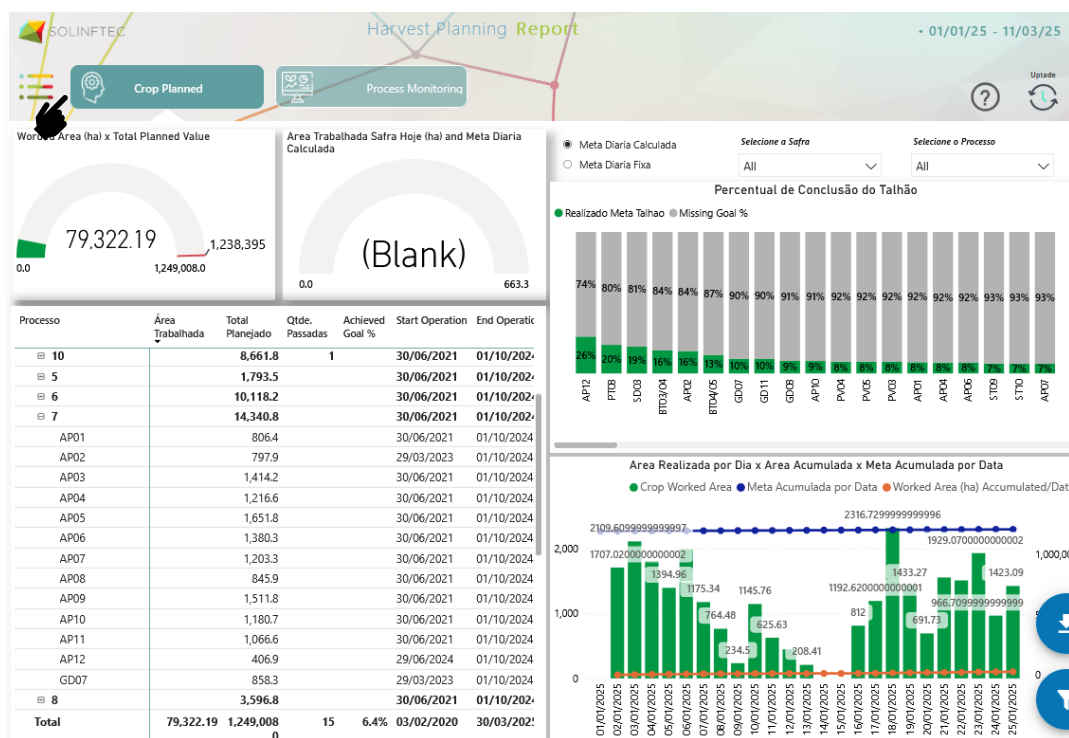 SOLINFTEC
Harvest Planning Report
• 01/01/25 - 11/03/25
Crop Planned
Process Monitoring
Uptade
?
Area (ha) x Total Planned Value
79,322.19
1,238,395
0.0
1,249,008.0
Area Trabalhada Safra Hoje (ha) and Meta Diaria
Calculada
(Blank)
0.0
663.3
Meta Diaria Calculada
Meta Diaria Fixa
Selecione a Safra
All
Selecione o Processo
All
Percentual de Conclusão do Talhão
Realizado Meta Talhao Missing Goal %
74% 80% 81% 84% 84% 87% 90% 90% 91% 91% 92% 92% 92% 92% 92% 92% 93% 93% 93%
26% 20% 19% 16% 16% 13% 10% 10% 9% 9% 8% 8% 8% 8% 8% 8% 7% 7% 7%
AP12 PT08 SD03 BT03/04 AP02 BT04/05 GD07 GD11 GD08 AP10 PV04 PV05 PV03 AP01 AP04 AP06 ST09 ST10 AP07
Processo Área Trabalhada Total Planejado Qtde. Passadas Achieved Goal % Start Operation End Operatic
10 8,661.8 1 30/06/2021 01/10/2024
5 1,793.5 30/06/2021 01/10/2024
6 10,118.2 30/06/2021 01/10/2024
7 14,340.8 30/06/2021 01/10/2024
AP01 806.4 30/06/2021 01/10/2024
AP02 797.9 29/03/2023 01/10/2024
AP03 1,414.2 30/06/2021 01/10/2024
AP04 1,216.6 30/06/2021 01/10/2024
AP05 1,651.8 30/06/2021 01/10/2024
AP06 1,380.3 30/06/2021 01/10/2024
AP07 1,203.3 30/06/2021 01/10/2024
AP08 845.9 30/06/2021 01/10/2024
AP09 1,511.8 30/06/2021 01/10/2024
AP10 1,180.7 30/06/2021 01/10/2024
AP11 1,066.6 30/06/2021 01/10/2024
AP12 406.9 29/06/2024 01/10/2024
GD07 858.3 29/03/2023 01/10/2024
8 3,596.8 30/06/2021 01/10/2024
Total 79,322.19 1,249,008 15 6.4% 03/02/2020 30/03/2025
0
Area Realizada por Dia x Area Acumulada x Meta Acumulada por Data
Crop Worked Area Meta Acumulada por Data Worked Area (ha) Accumulated/Dat
2316.7299999999996
2109.6099999999997
1929.0700000000002
2,000
1707.0200000000002
1,000,00
1394.96
1433.27
1423.09
1175.34
1145.76
1192.6200000000001
966.7099999999999
764.48
812
1,000
625.63
691.73
234.5
208.41
0
0
01/01/2025 02/01/2025 03/01/2025 04/01/2025 05/01/2025 06/01/2025 07/01/2025 08/01/2025 09/01/2025 10/01/2025 11/01/2025 12/01/2025 13/01/2025 14/01/2025 15/01/2025 16/01/2025 17/01/2025 18/01/2025 19/01/2025 20/01/2025 21/01/2025 22/01/2025 23/01/2025 24/01/2025 25/01/2025